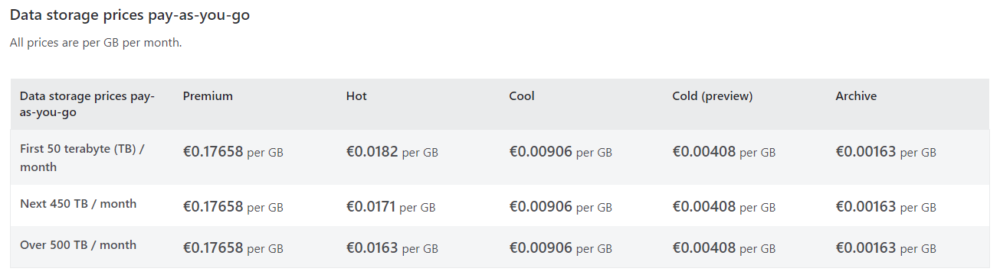 Data storage prices pay-as-you-go
All prices are per GB per month.
Data storage prices pay-
as-you-go
Premium
Hot
Cool
Cold (preview)
Archive
First 50 terabyte (TB) /
month
€0.17658 per GB
€0.0182 per GB
€0.00906 per GB
€0.00408 per GB
€0.00163 per GB
Next 450 TB / month
€0.17658 per GB
€0.0171 per GB
€0.00906 per GB
€0.00408 per GB
€0.00163 per GB
Over 500 TB / month
€0.17658 per GB
€0.0163 per GB
€0.00906 per GB
€0.00408 per GB
€0.00163 per GB